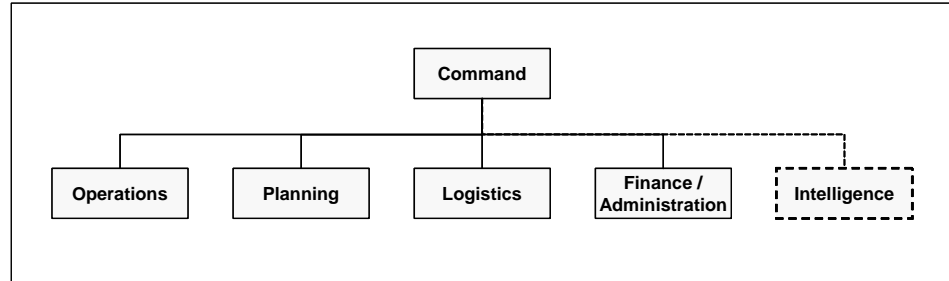 Command
Operations
Planning
Logistics
Finance /
Administration
Intelligence